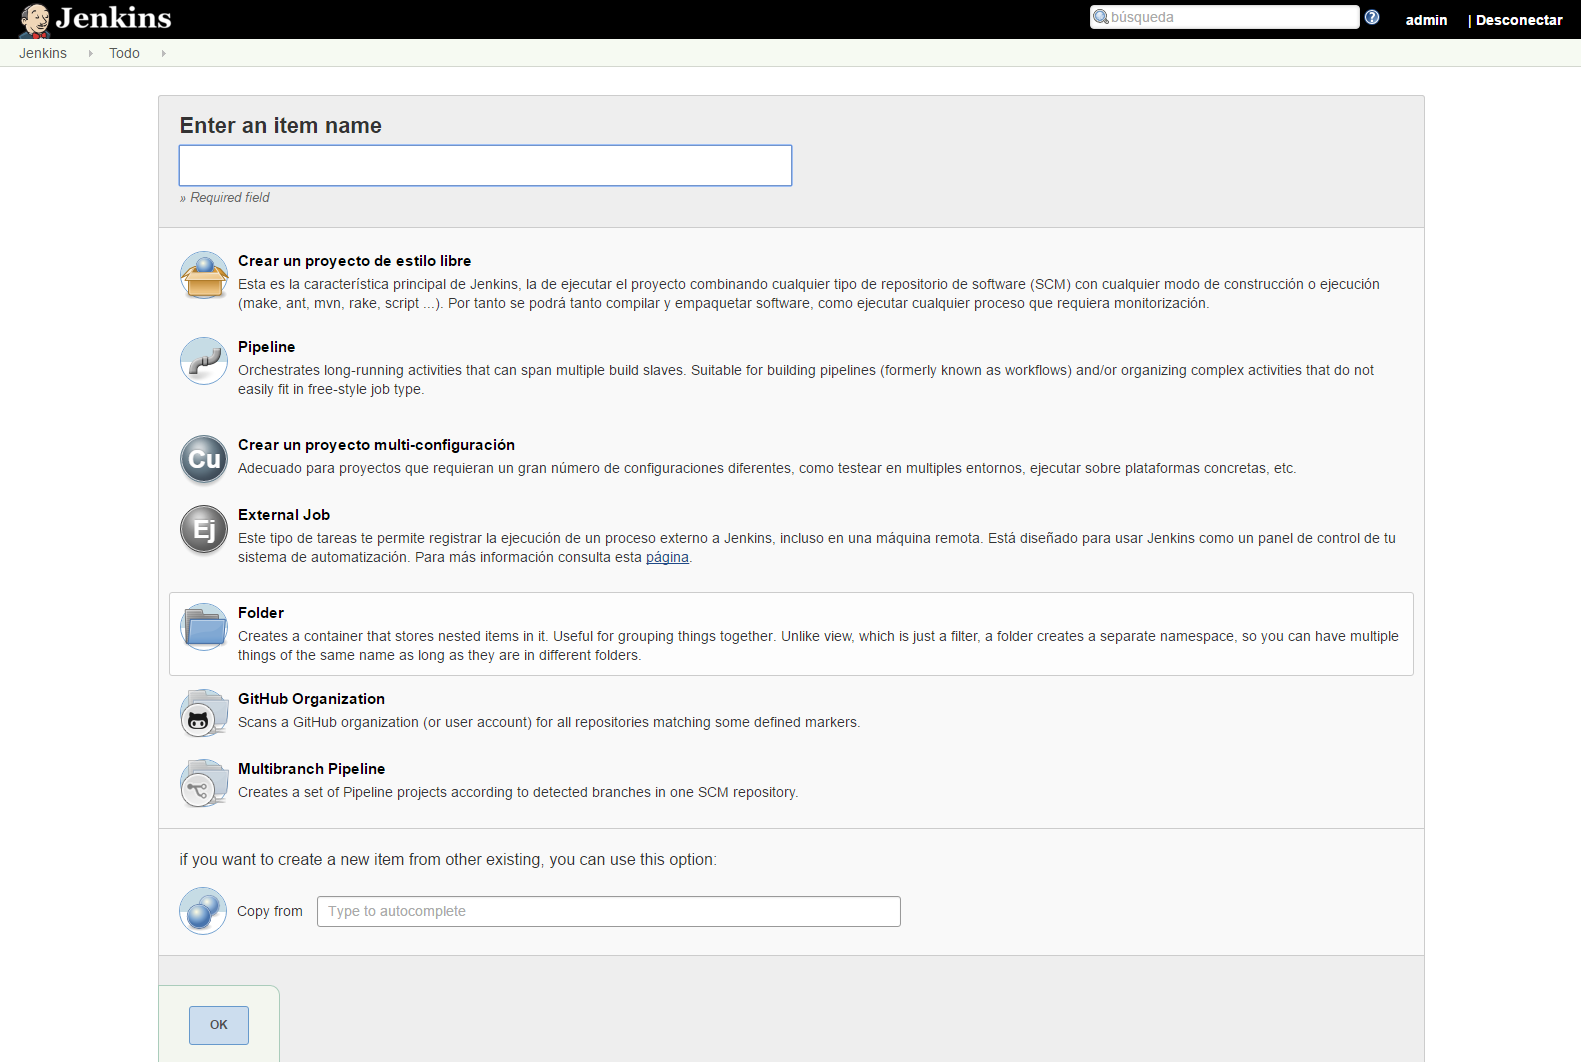 Jenkins
búsqueda
admin
| Desconectar
Jenkins
Todo
Enter an item name
» Required field
Crear un proyecto de estilo libre
Esta es la característica principal de Jenkins, la de ejecutar el proyecto combinando cualquier tipo de repositorio de software (SCM) con cualquier modo de construcción o ejecución
(make, ant, mvn, rake, script ...). Por tanto se podrá tanto compilar y empaquetar software, como ejecutar cualquier proceso que requiera monitorización.
Pipeline
Orchestrates long-running activities that can span multiple build slaves. Suitable for building pipelines (formerly known as workflows) and/or organizing complex activities that do not
easily fit in free-style job type.
Cu
Crear un proyecto multi-configuración
Adecuado para proyectos que requieran un gran número de configuraciones diferentes, como testear en multiples entornos, ejecutar sobre plataformas concretas, etc.
Ej
External Job
Este tipo de tareas te permite registrar la ejecución de un proceso externo a Jenkins, incluso en una máquina remota. Está diseñado para usar Jenkins como un panel de control de tu
sistema de automatización. Para más información consulta esta página.
Folder
Creates a container that stores nested items in it. Useful for grouping things together. Unlike view, which is just a filter, a folder creates a separate namespace, so you can have multiple
things of the same name as long as they are in different folders.
GitHub Organization
Scans a GitHub organization (or user account) for all repositories matching some defined markers.
Multibranch Pipeline
Creates a set of Pipeline projects according to detected branches in one SCM repository.
if you want to create a new item from other existing, you can use this option:
Copy from
Type to autocomplete
OK